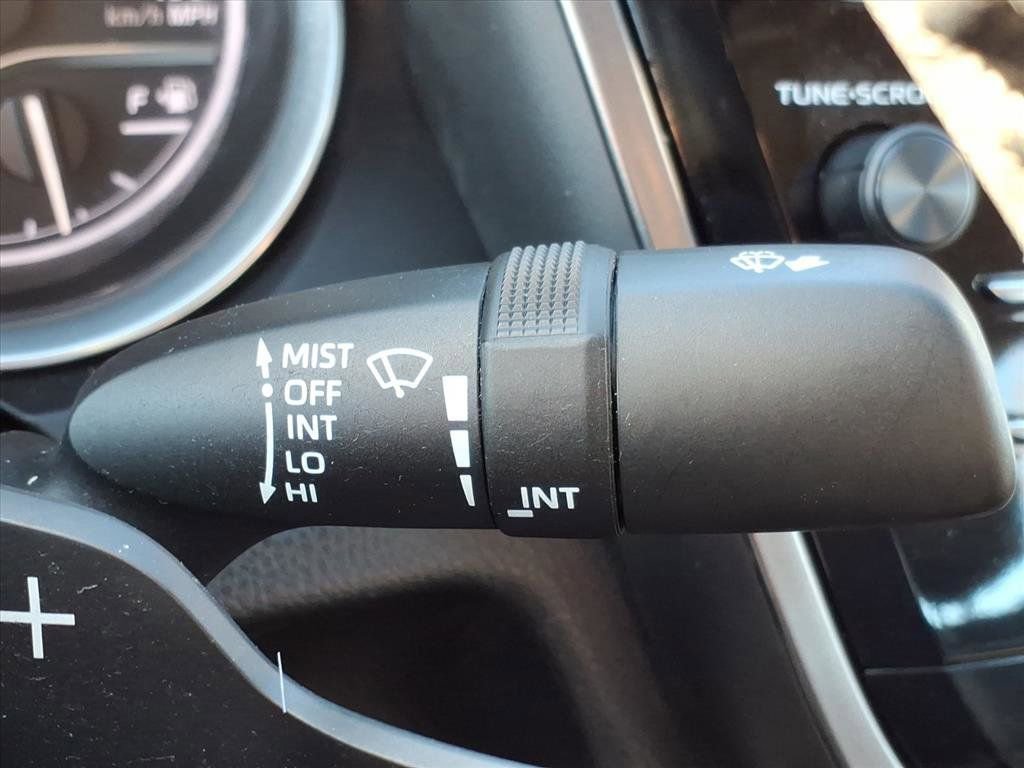 km/h MPH
F
TUNE•SCRO
MIST
OFF
INT
LO
HI
INT
+